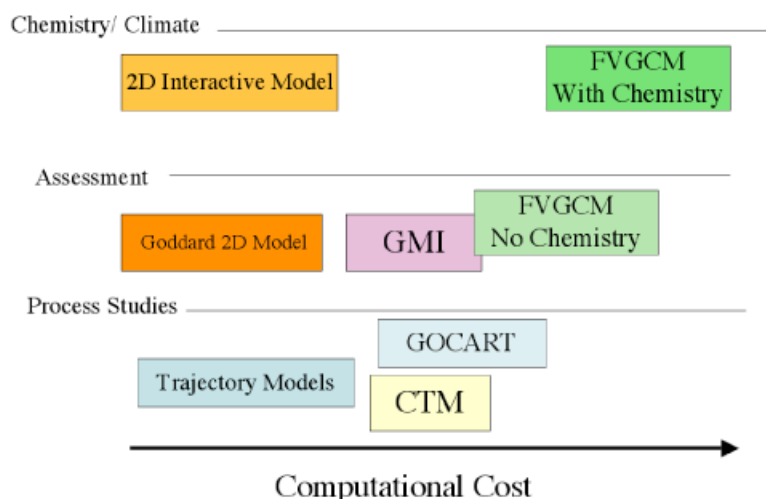 Chemistry/ Climate
2D Interactive Model
FVGCM
With Chemistry
Assessment
Goddard 2D Model
GMI
FVGCM
No Chemistry
Process Studies
GOCART
Trajectory Models
CTM
Computational Cost